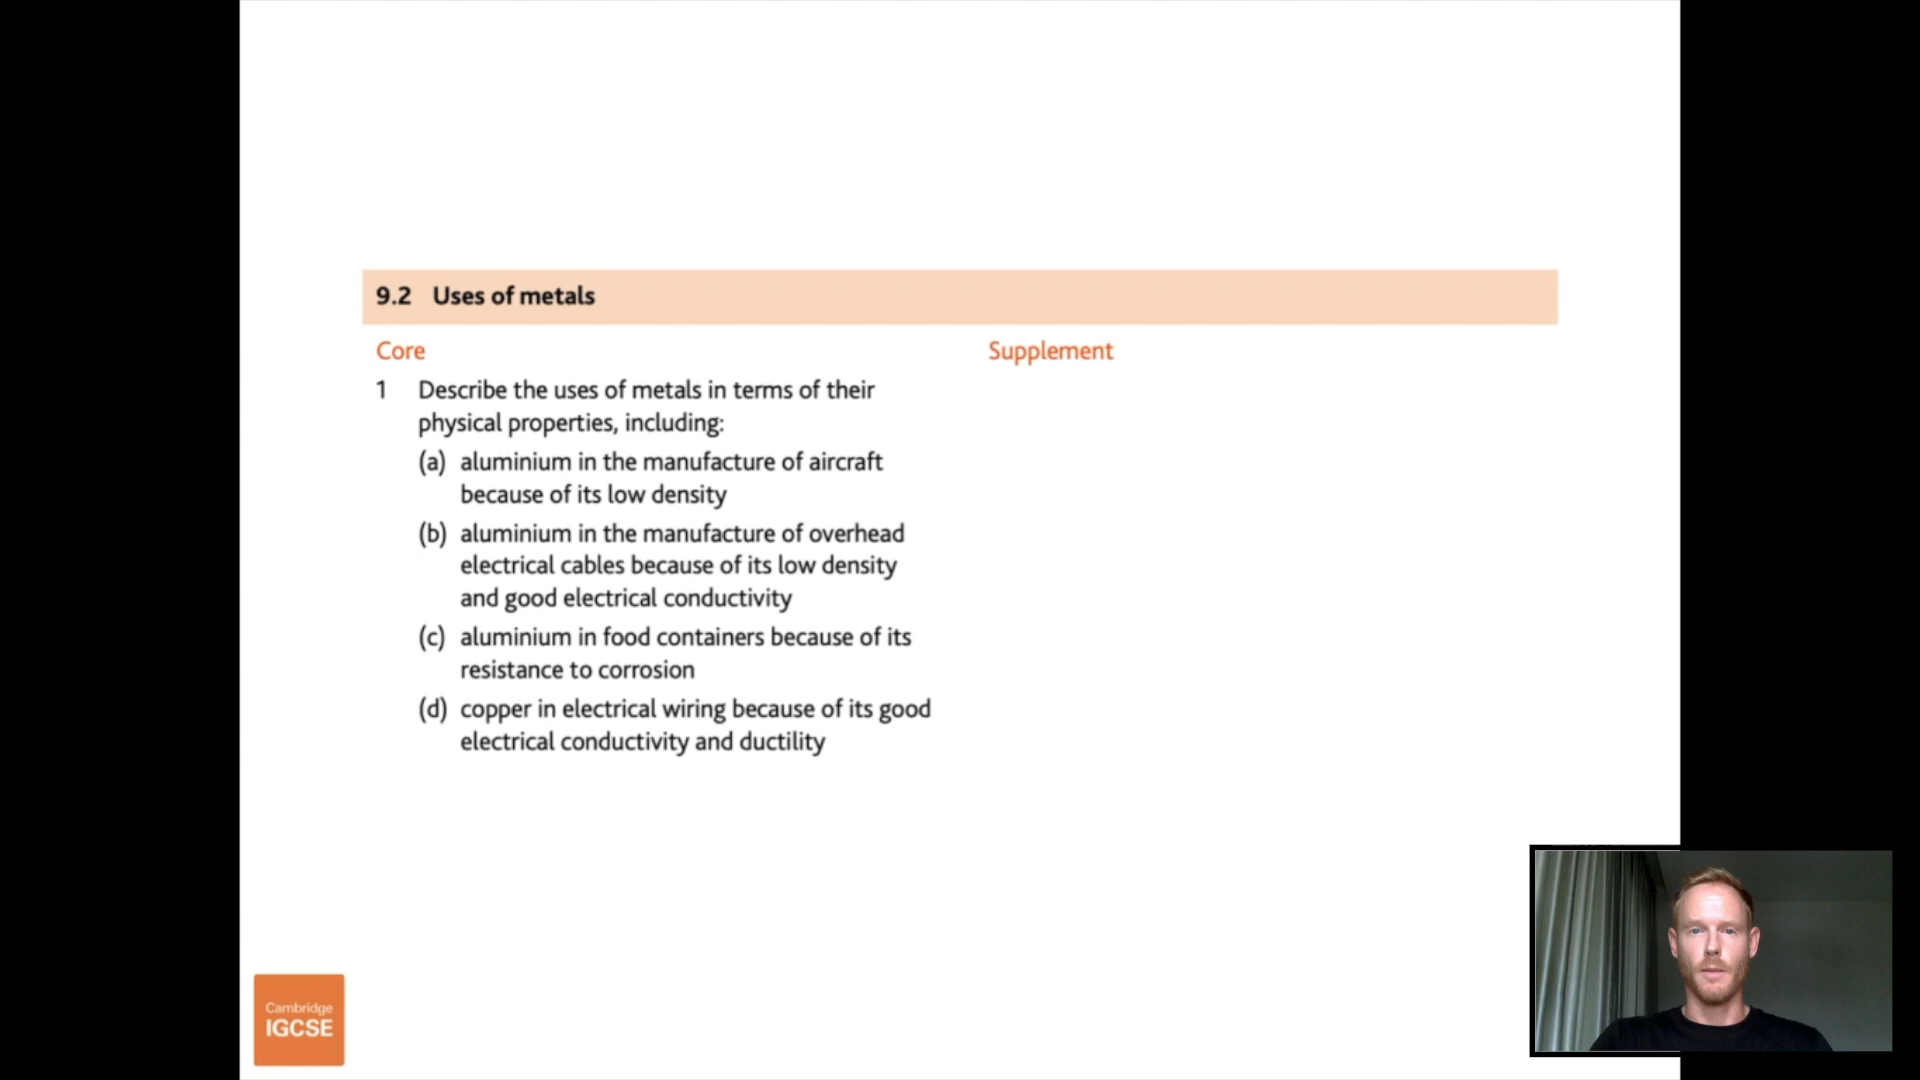 9.2 Uses of metals
Core
Supplement
1 Describe the uses of metals in terms of their
physical properties, including:
(a) aluminium in the manufacture of aircraft
because of its low density
(b) aluminium in the manufacture of overhead
electrical cables because of its low density
and good electrical conductivity
(c) aluminium in food containers because of its
resistance to corrosion
(d) copper in electrical wiring because of its good
electrical conductivity and ductility
Cambridge
IGCSE